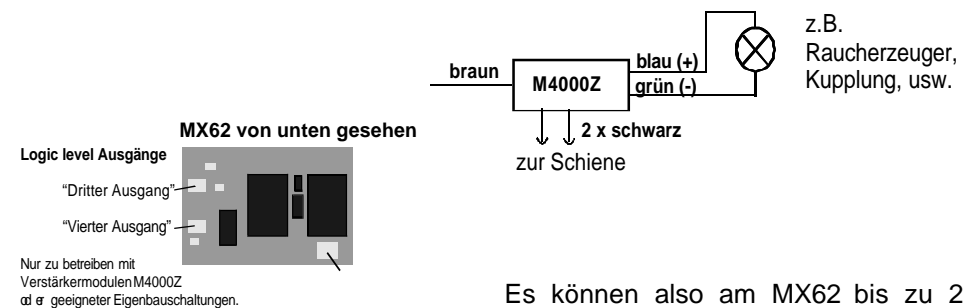 z.B.
Raucherzeuger,
Kupplung, usw.
braun
M4000Z
blau (+)
grün (-)
2 x schwarz
zur Schiene
MX62 von unten gesehen
Logic level Ausgänge
“Dritter Ausgang”
“Vierter Ausgang”
Nur zu betreiben mit
Verstärkermodulen M4000Z
oder geeigneter Eigenbauschaltungen.
Es können also am MX62 bis zu 2